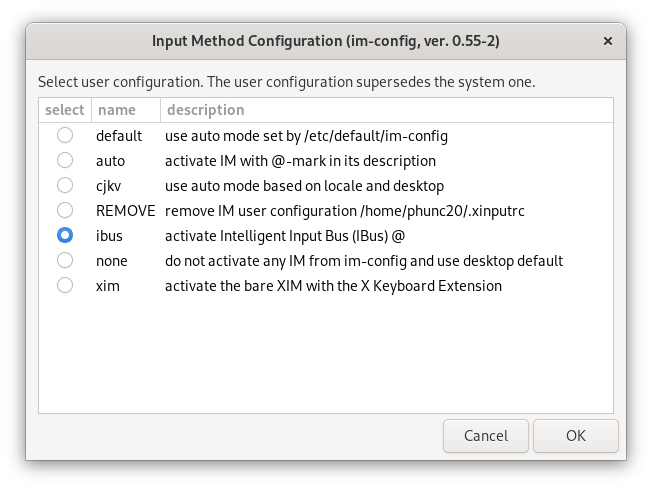 Input Method Configuration (im-config, ver. 0.55-2) ×
Select user configuration. The user configuration supersedes the system one.
select name description
default use auto mode set by /etc/default/im-config
auto activate IM with @-mark in its description
cjkv use auto mode based on locale and desktop
REMOVE remove IM user configuration /home/phunc20/.xinputrc
ibus activate Intelligent Input Bus (IBus) @
none do not activate any IM from im-config and use desktop default
xim activate the bare XIM with the X Keyboard Extension
Cancel OK